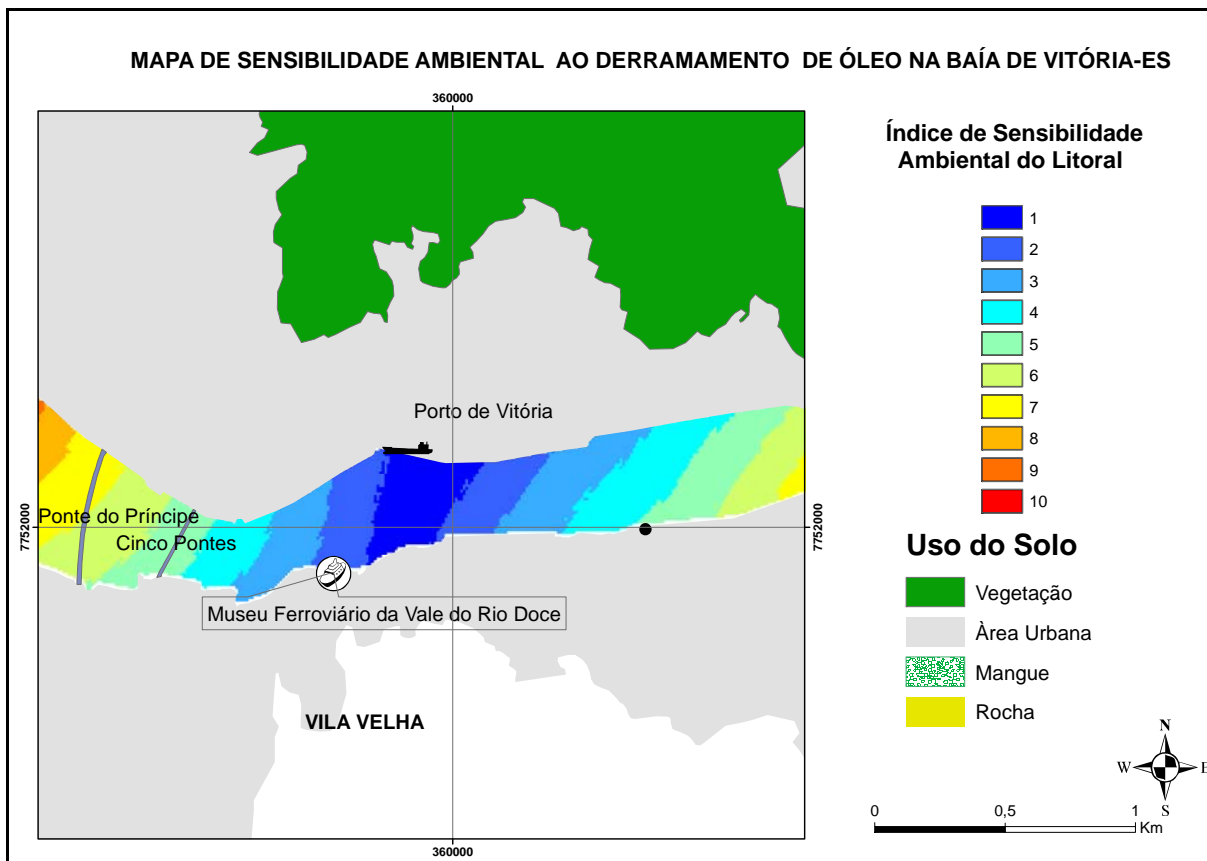 MAPA DE SENSIBILIDADE AMBIENTAL AO DERRAMAMENTO DE ÓLEO NA BAÍA DE VITÓRIA-ES
360000
Índice de Sensibilidade
Ambiental do Litoral
1
2
3
4
5
6
7
8
9
10
Porto de Vitória
Ponte do Príncipe
Cinco Pontes
7752000
7752000
Museu Ferroviário da Vale do Rio Doce
VILA VELHA
360000
Uso do Solo
Vegetação
Àrea Urbana
Mangue
Rocha
N
W
E
S
0
0,5
1
Km